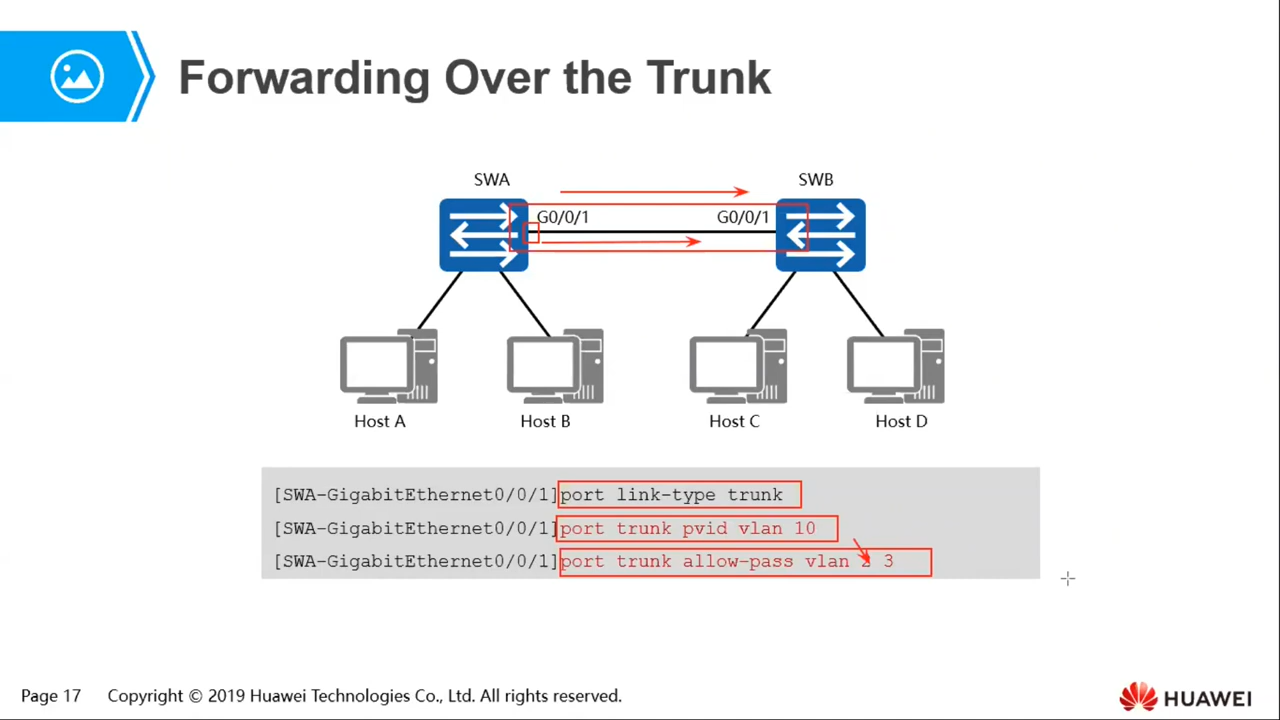 Forwarding Over the Trunk
SWA
SWB
G0/0/1
G0/0/1
Host A
Host B
Host C
Host D
[SWA-GigabitEthernet0/0/1]port link-type trunk
[SWA-GigabitEthernet0/0/1]port trunk pvid vlan 10
[SWA-GigabitEthernet0/0/1]port trunk allow-pass vlan 2 3
Page 17
Copyright © 2019 Huawei Technologies Co., Ltd. All rights reserved.
HUAWEI